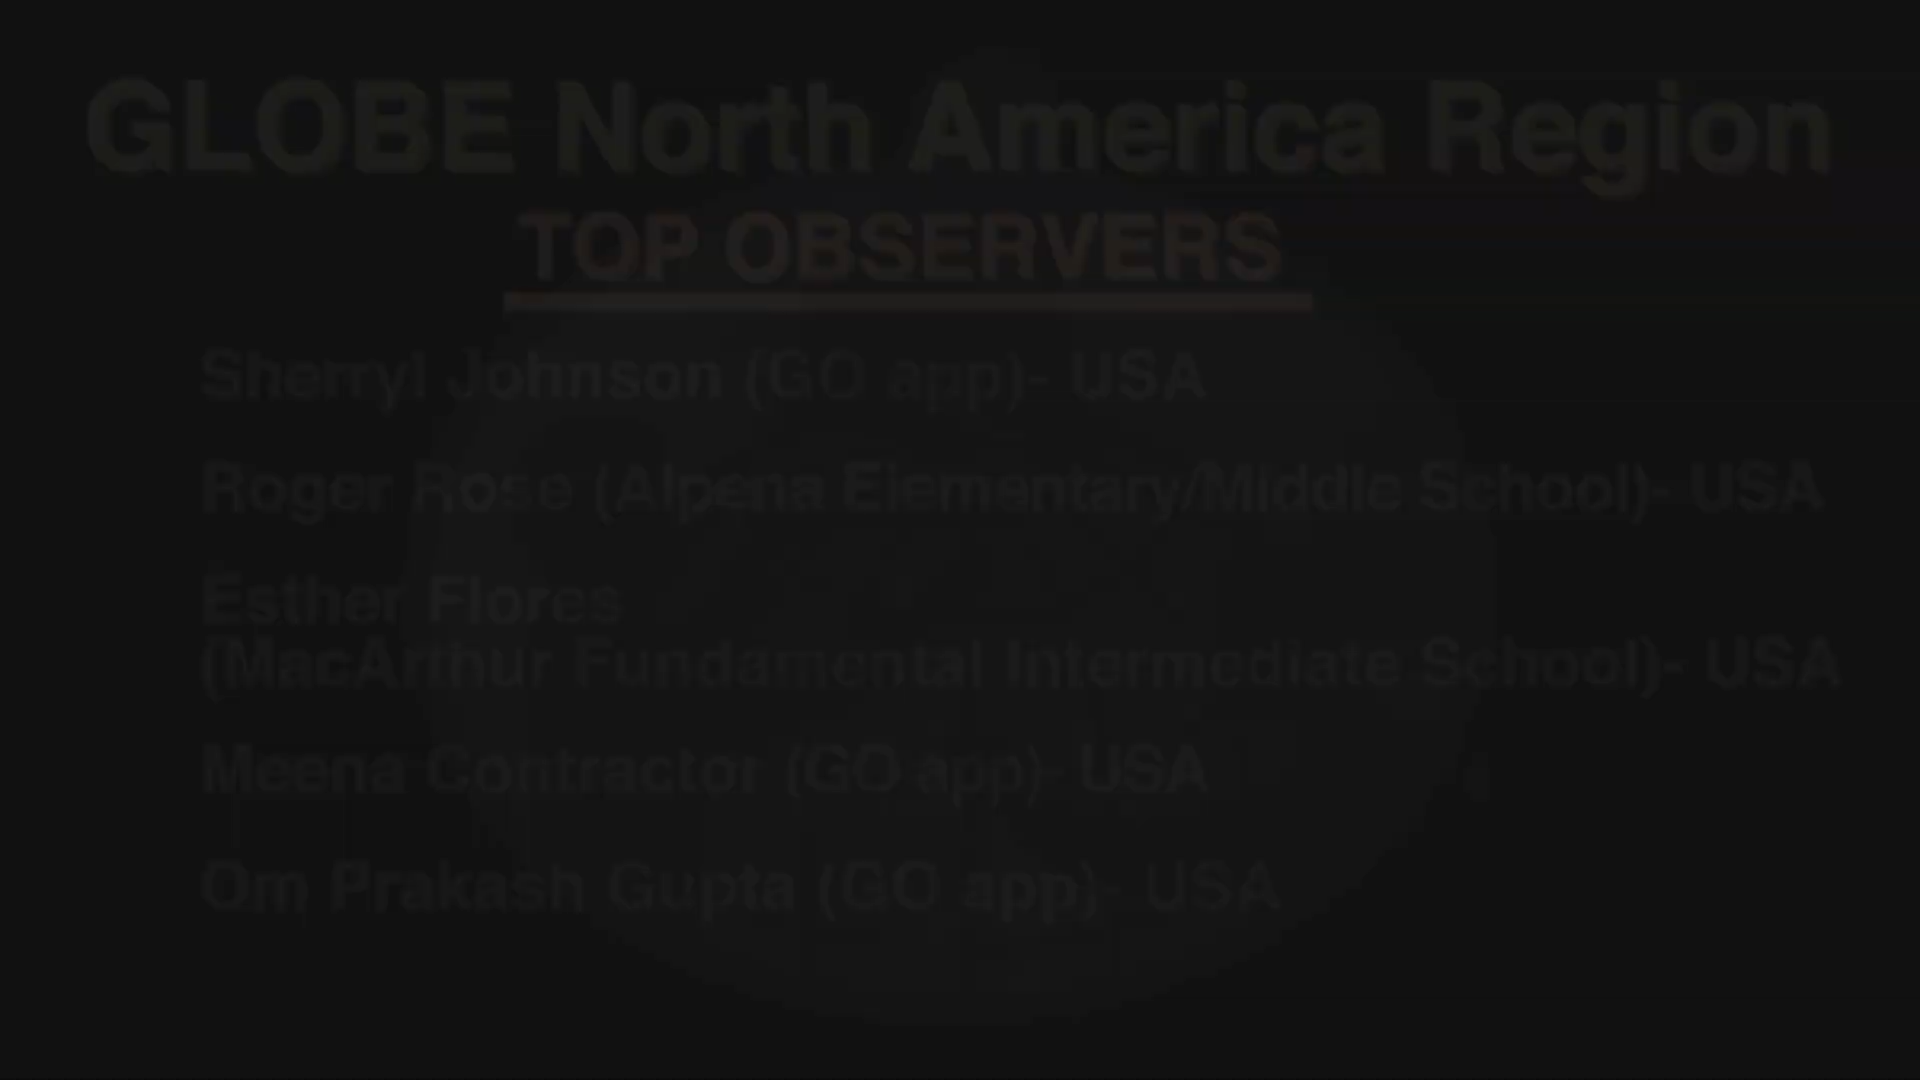 GLOBE North America Region
TOP OBSERVERS
Sherryl Johnson (GO app)- USA
Roger Rose (Alpena Elementary/Middle School)- USA
Esther Flores
(MacArthur Fundamental Intermediate School)- USA
Meena Contractor (GO app)- USA
Om Prakash Gupta (GO app)- USA